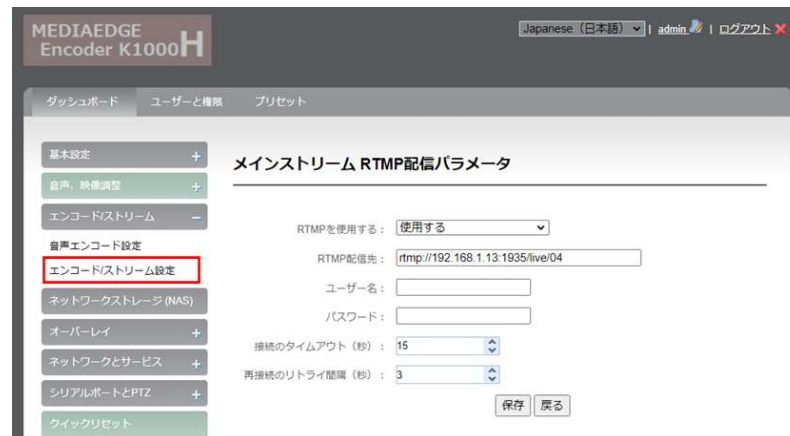 MEDIAEDGE
Encoder K1000H
Japanese (日本語) | admin | ログアウト
ダッシュボード ユーザーと権限 プリセット
基本設定 +
音声、映像調整 +
エンコード/ストリーム −
音声エンコード設定
エンコード/ストリーム設定
ネットワークストレージ (NAS)
オーバーレイ +
ネットワークとサービス +
シリアルポートとPTZ +
クイックリセット
メインストリーム RTMP配信パラメータ
RTMPを使用する : 使用する
RTMP配信先 : rtmp://192.168.1.13:1935/live/04
ユーザー名 :
パスワード :
接続のタイムアウト (秒) : 15
再接続のリトライ間隔 (秒) : 3
保存 戻る